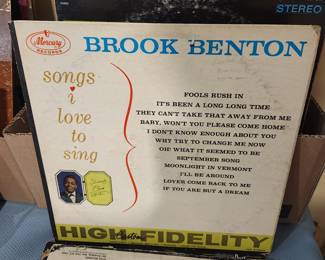 STEREO
Mercury
RECORDS
BROOK BENTON
songs
i
love
to
sing
FOOLS RUSH IN
IT'S BEEN A LONG LONG TIME
THEY CAN'T TAKE THAT AWAY FROM ME
BABY, WON'T YOU PLEASE COME HOME
I DON'T KNOW ENOUGH ABOUT YOU
WHY TRY TO CHANGE ME NOW
OH! WHAT IT SEEMED TO BE
SEPTEMBER SONG
MOONLIGHT IN VERMONT
I'LL BE AROUND
LOVER COME BACK TO ME
IF YOU ARE BUT A DREAM
HIGH FIDELITY